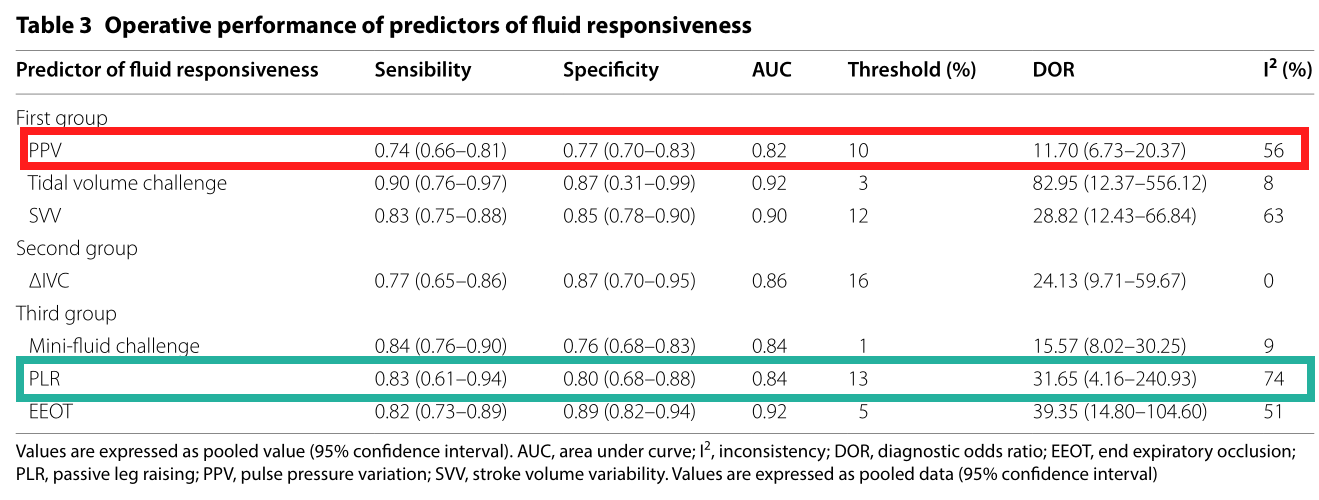 Table 3 Operative performance of predictors of fluid responsiveness
Predictor of fluid responsiveness Sensibility Specificity AUC Threshold (%) DOR I² (%)
First group
PPV 0.74 (0.66–0.81) 0.77 (0.70–0.83) 0.82 10 11.70 (6.73–20.37) 56
Tidal volume challenge 0.90 (0.76–0.97) 0.87 (0.31–0.99) 0.92 3 82.95 (12.37–556.12) 8
SVV 0.83 (0.75–0.88) 0.85 (0.78–0.90) 0.90 12 28.82 (12.43–66.84) 63
Second group
ΔIVC 0.77 (0.65–0.86) 0.87 (0.70–0.95) 0.86 16 24.13 (9.71–59.67) 0
Third group
Mini-fluid challenge 0.84 (0.76–0.90) 0.76 (0.68–0.83) 0.84 1 15.57 (8.02–30.25) 9
PLR 0.83 (0.61–0.94) 0.80 (0.68–0.88) 0.84 13 31.65 (4.16–240.93) 74
EEOT 0.82 (0.73–0.89) 0.89 (0.82–0.94) 0.92 5 39.35 (14.80–104.60) 51
Values are expressed as pooled value (95% confidence interval). AUC, area under curve; I², inconsistency; DOR, diagnostic odds ratio; EEOT, end expiratory occlusion;
PLR, passive leg raising; PPV, pulse pressure variation; SVV, stroke volume variability. Values are expressed as pooled data (95% confidence interval)